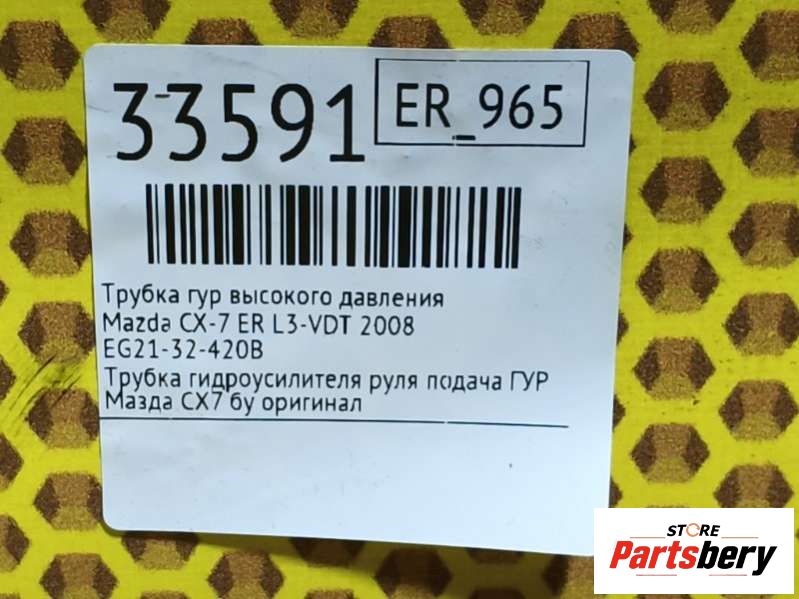 33591
ER_965
Трубка гур высокого давления
Mazda CX-7 ER L3-VDT 2008
EG21-32-420B
Трубка гидроусилителя руля подача ГУР
Мазда СХ7 бу оригинал
STORE
Partsbery